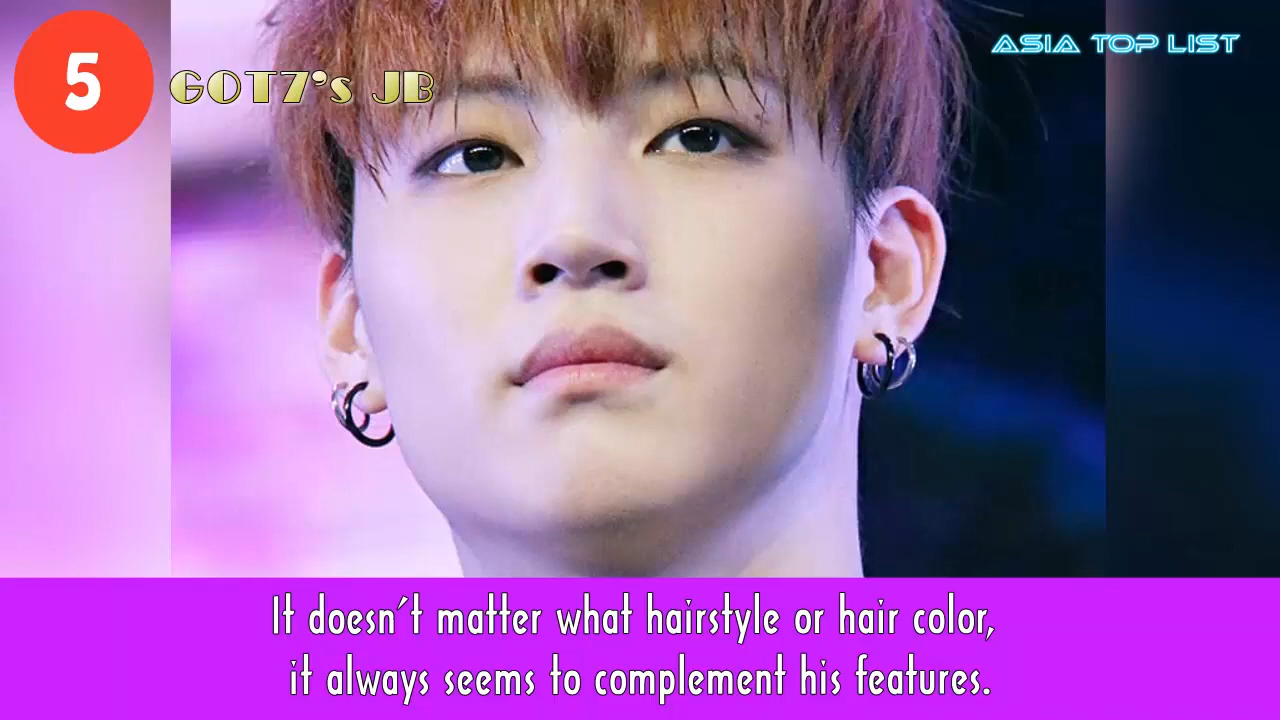 5
GOT7's JB
ASIA TOP LIST
It doesn't matter what hairstyle or hair color,
it always seems to complement his features.